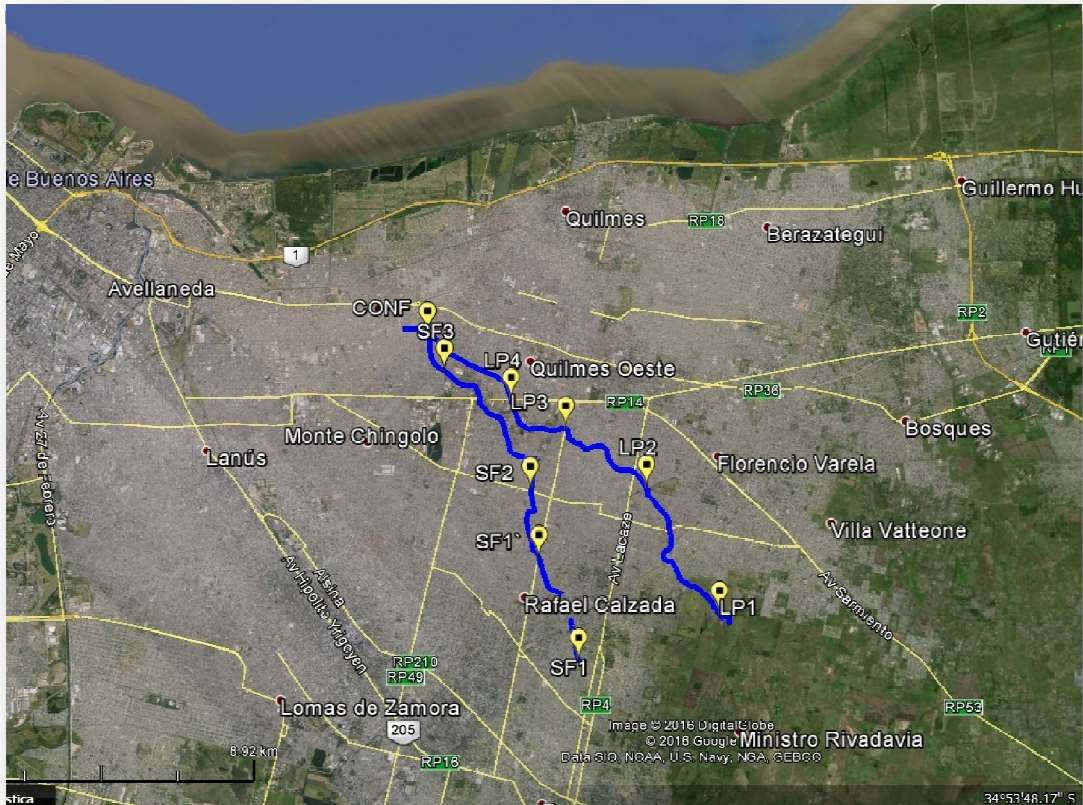 e Buenos Aires
Guillermo Hu
Quilmes
RP18
Berazategui
de Mayo
1
Avellaneda
CONF
RP2
SF3
Gutiér
LP4
Quilmes Oeste
RP36
LP3
RP14
Bosques
Monte Chingolo
Lanús
LP2
Florencio Varela
SF2
Av 27 de Febrero
Villa Vatteone
SF1`
Av Lacaze
Alsina
Av Hipolito Yrigoyen
Rafael Calzada
LP1
Av Sarmiento
SF1
RP210
RP49
Lomas de Zamora
RP4
RP53
205
Image © 2016 DigitalGlobe
© 2016 Google
Ministro Rivadavia
8.92 km
RP16
Data SIO, NOAA, U.S. Navy, NGA, GEBCO
stica
34°53'48.17" S